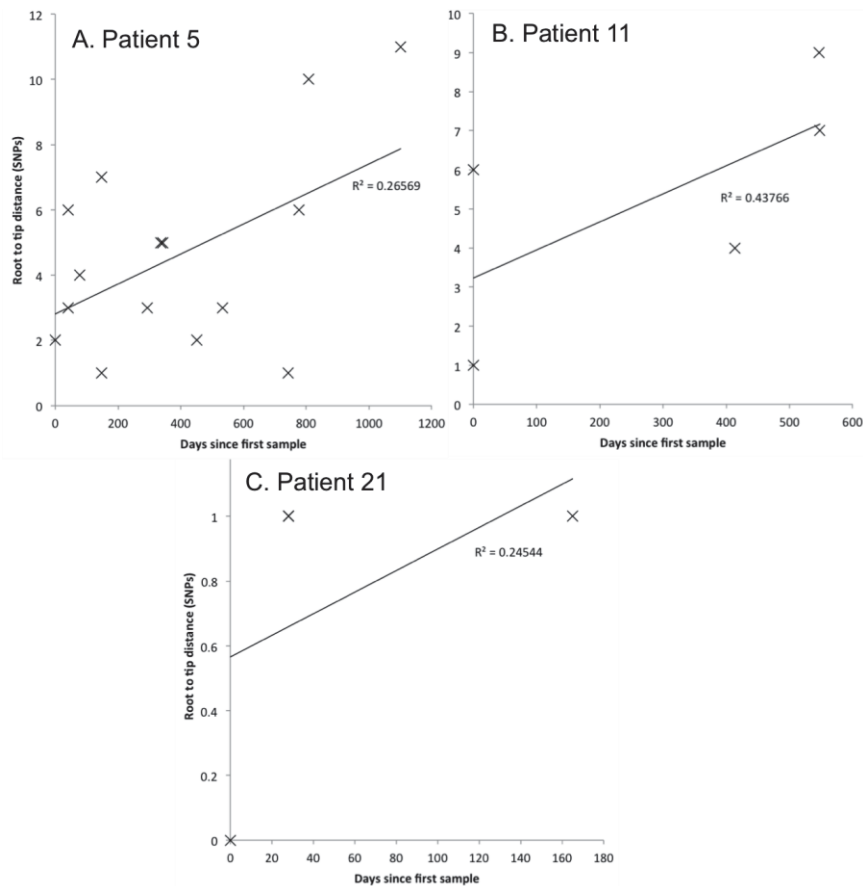 A. Patient 5
12
10
8
6
4
2
0
Root to tip distance (SNPs)
R² = 0.26569
0 200 400 600 800 1000 1200
Days since first sample
B. Patient 11
10
9
8
7
6
5
4
3
2
1
0
R² = 0.43766
0 100 200 300 400 500 600
Days since first sample
C. Patient 21
1
0.8
0.6
0.4
0.2
0
Root to tip distance (SNPs)
R² = 0.24544
0 20 40 60 80 100 120 140 160 180
Days since first sample